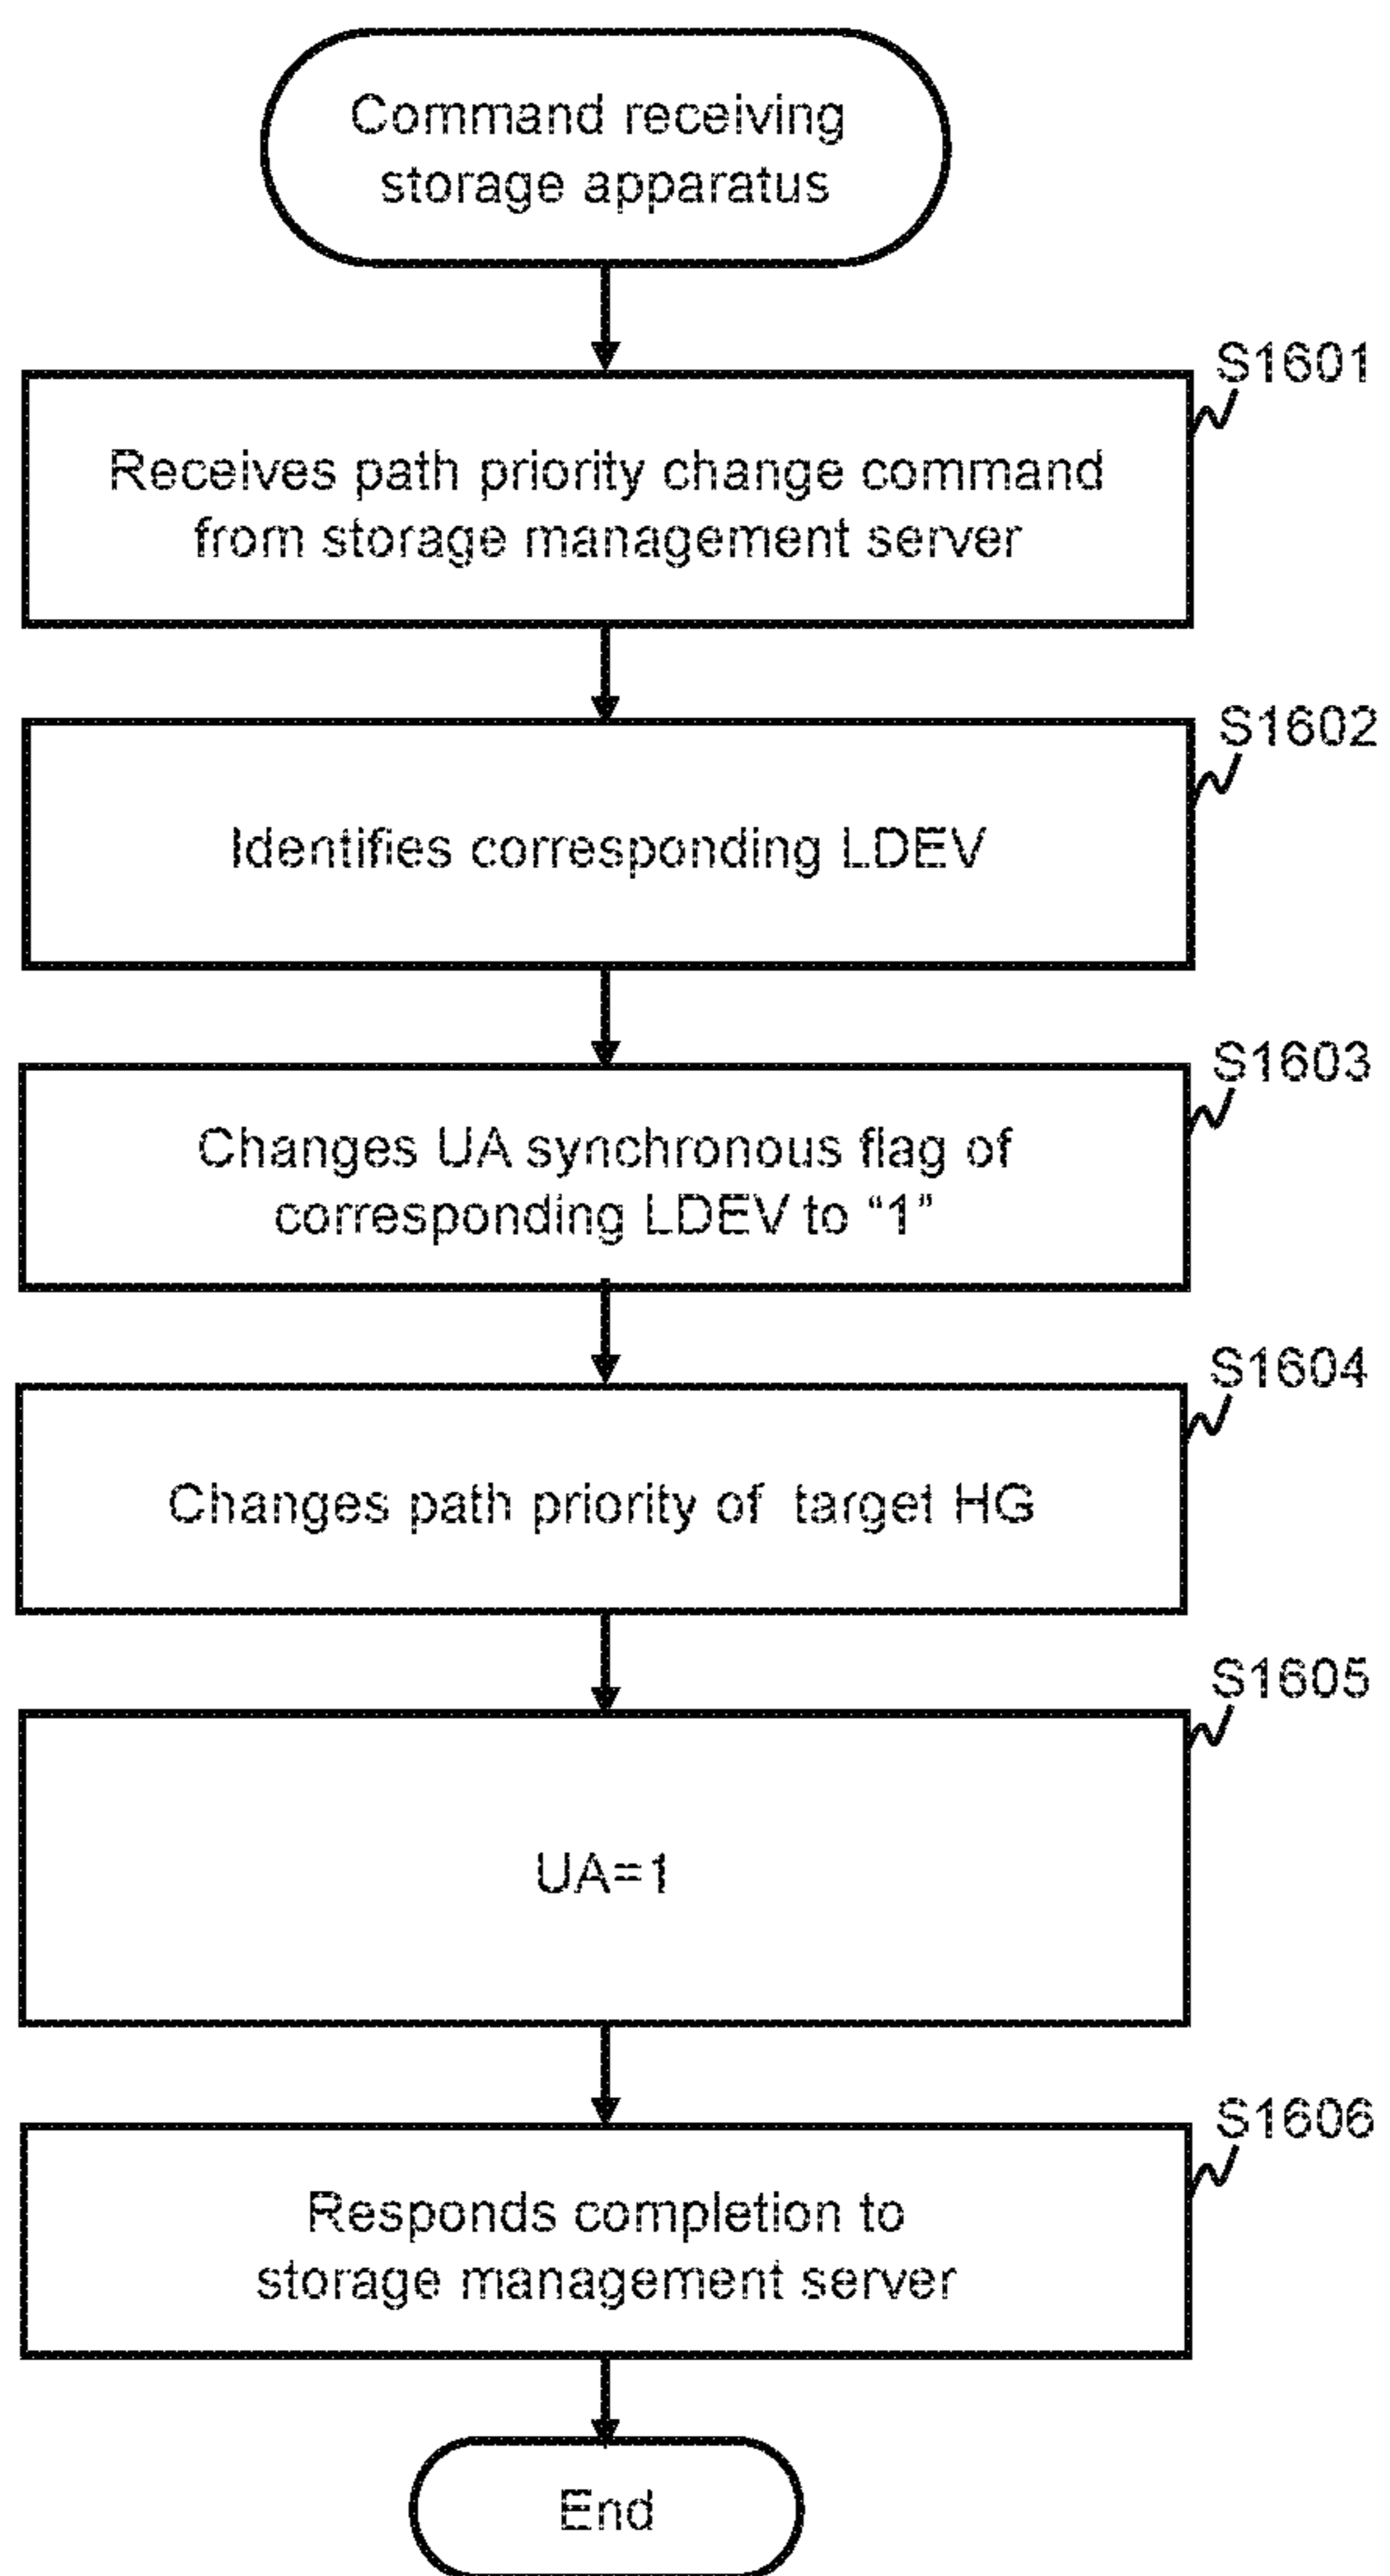 Command receiving
storage apparatus
S1601
Receives path priority change command
from storage management server
S1602
Identifies corresponding LDEV
S1603
Changes UA synchronous flag of
corresponding LDEV to “1”
S1604
Changes path priority of target HG
S1605
UA=1
S1606
Responds completion to
storage management server
End